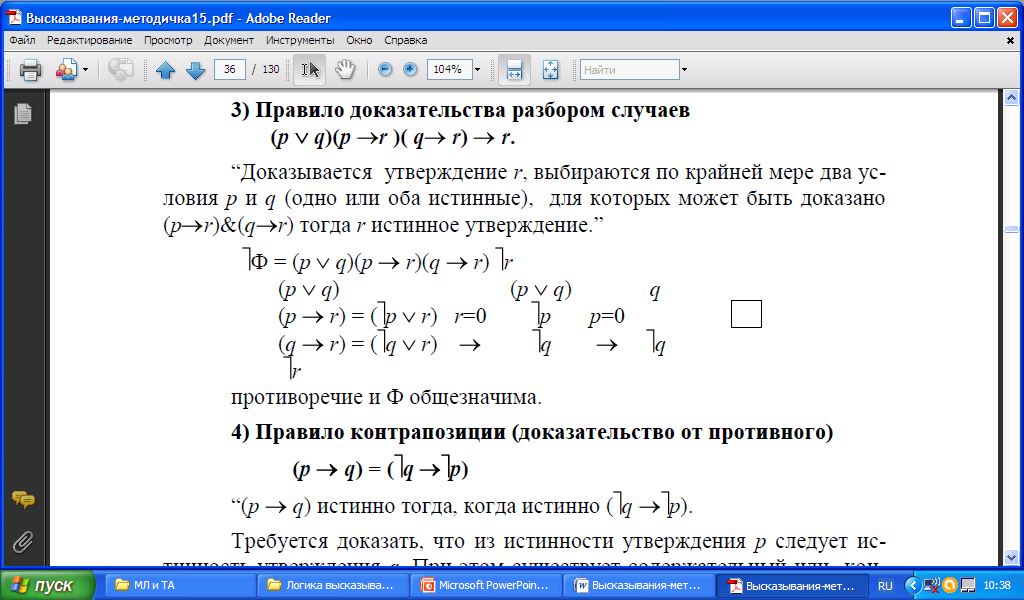 Высказывания-методичка15.pdf - Adobe Reader
Файл Редактирование Просмотр Документ Инструменты Окно Справка
36 / 130 104% Найти
3) Правило доказательства разбором случаев
(p ∨ q)(p →r )( q→ r) → r.
“Доказывается утверждение r, выбираются по крайней мере два ус-
ловия p и q (одно или оба истинные), для которых может быть доказано
(p→r)&(q→r) тогда r истинное утверждение.”
⎤Ф = (p ∨ q)(p → r)(q → r) ⎤r
(p ∨ q) (p ∨ q) q
(p → r) = (⎤p ∨ r) r=0 ⎤p p=0
(q → r) = (⎤q ∨ r) → ⎤q → ⎤q
⎤r
противоречие и Ф общезначима.
4) Правило контрапозиции (доказательство от противного)
(p → q) = (⎤q →⎤p)
“(p → q) истинно тогда, когда истинно (⎤q →⎤p).
Требуется доказать, что из истинности утверждения p следует ис-
пуск МЛ и ТА Логика высказыва... Microsoft PowerPoin... Высказывания-мет... Высказывания-мет... RU 10:38